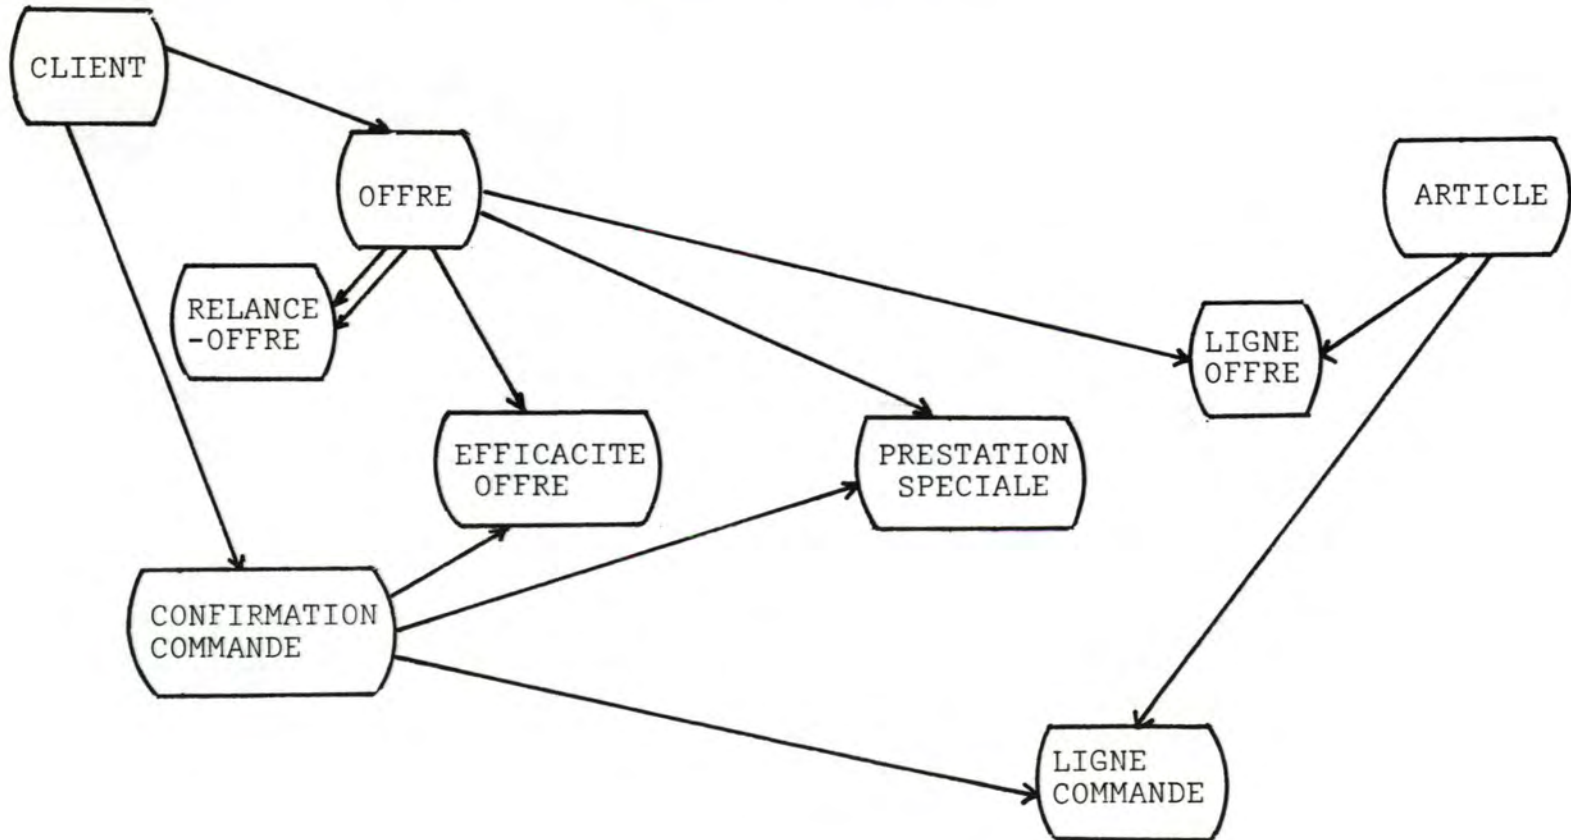 CLIENT
OFFRE
ARTICLE
RELANCE
-OFFRE
LIGNE
OFFRE
EFFICACITE
OFFRE
PRESTATION
SPECIALE
CONFIRMATION
COMMANDE
LIGNE
COMMANDE